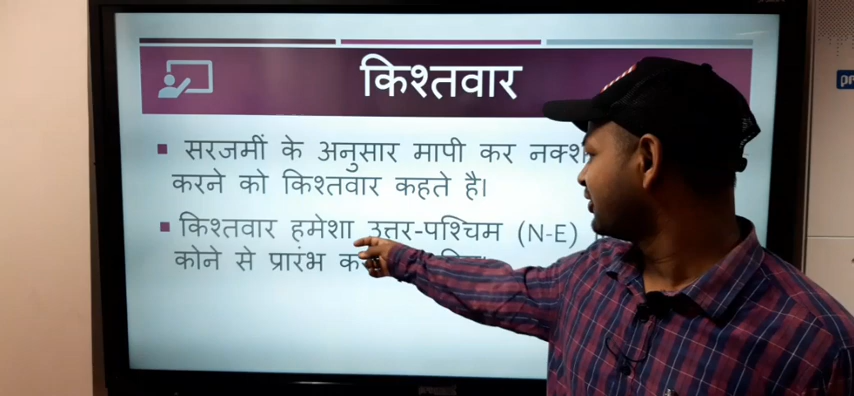 किश्तवार
सरजमीं के अनुसार मापी कर
करने को किश्तवार कहते है।
किश्तवार हमेशा उत्तर-पश्चिम (N-E)
कोने से प्रारंभ